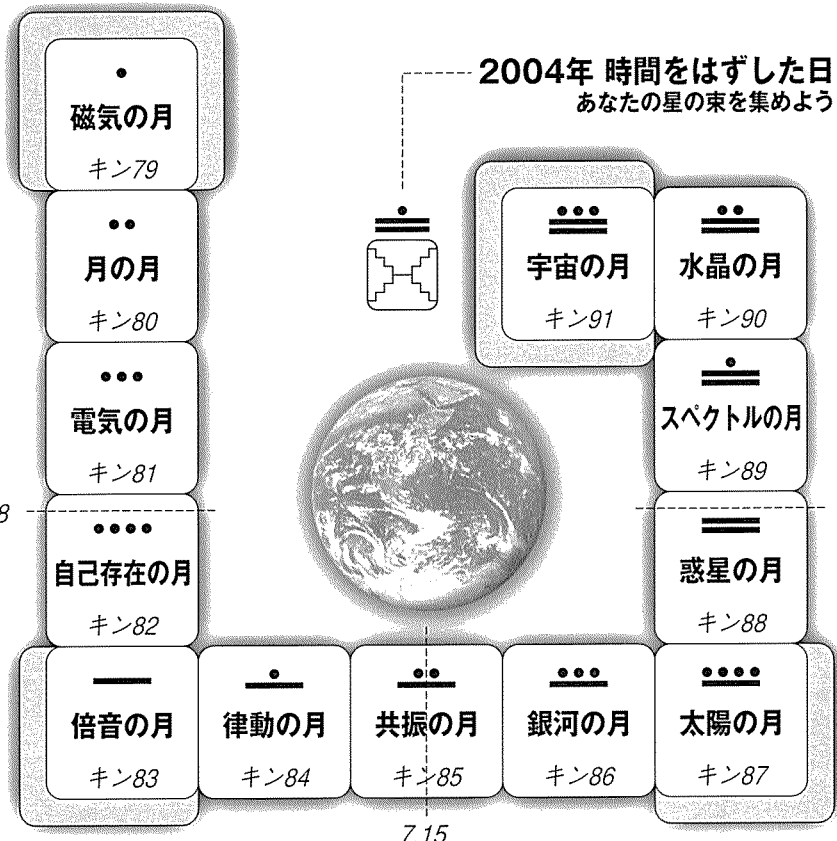 2004年 時間をはずした日
あなたの星の束を集めよう
磁気の月
キン79
月の月
キン80
電気の月
キン81
8
自己存在の月
キン82
倍音の月
キン83
律動の月
キン84
共振の月
キン85
7.15
銀河の月
キン86
太陽の月
キン87
惑星の月
キン88
スペクトルの月
キン89
水晶の月
キン90
宇宙の月
キン91